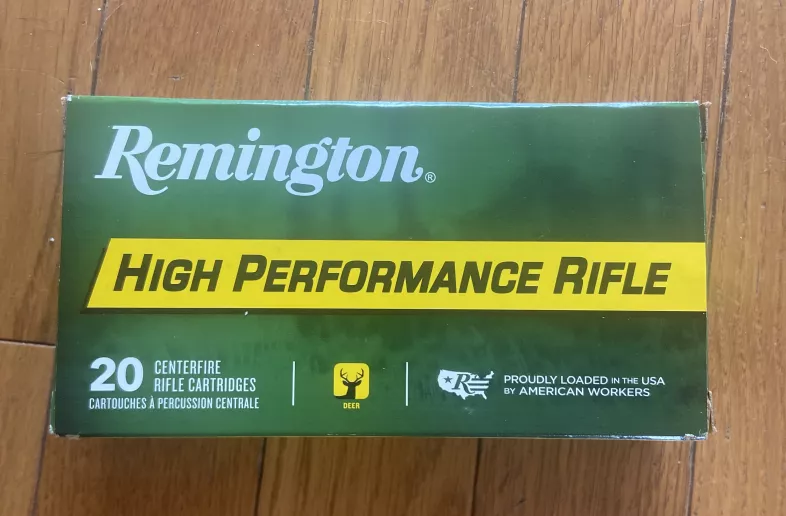 Remington®
HIGH PERFORMANCE RIFLE
20 CENTERFIRE
RIFLE CARTRIDGES
CARTOUCHES À PERCUSSION CENTRALE
DEER
R
PROUDLY LOADED IN THE USA
BY AMERICAN WORKERS